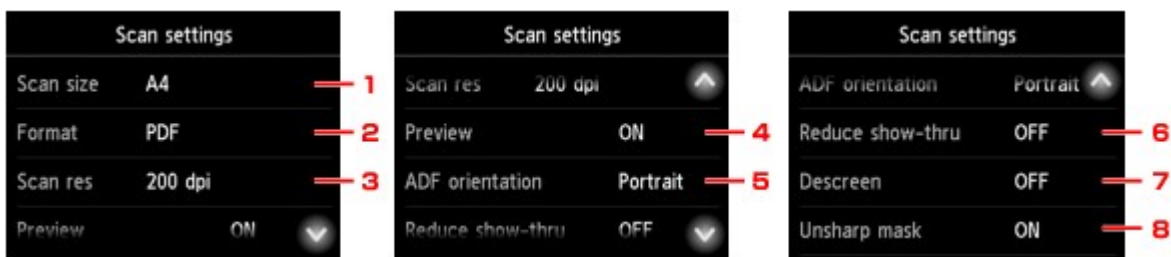 Scan settings
Scan size A4 1
Format PDF 2
Scan res 200 dpi 3
Preview ON
Scan settings
Scan res 200 dpi
Preview ON 4
ADF orientation Portrait 5
Reduce show-thru OFF
Scan settings
ADF orientation Portrait
Reduce show-thru OFF 6
Descreen OFF 7
Unsharp mask ON 8